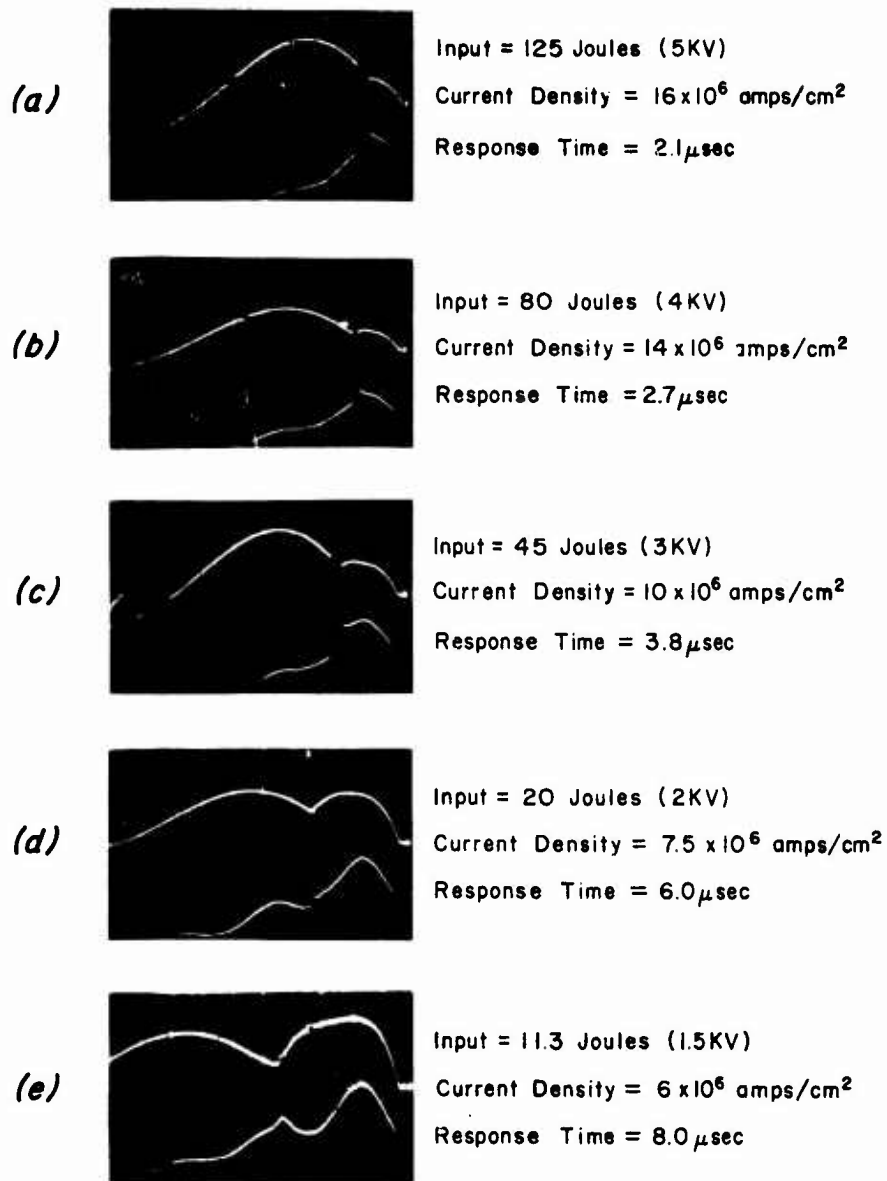 (a)
Input = 125 Joules (5KV)
Current Density = 16 x 10⁶ amps/cm²
Response Time = 2.1 μsec
(b)
Input = 80 Joules (4KV)
Current Density = 14 x 10⁶ amps/cm²
Response Time = 2.7 μsec
(c)
Input = 45 Joules (3KV)
Current Density = 10 x 10⁶ amps/cm²
Response Time = 3.8 μsec
(d)
Input = 20 Joules (2KV)
Current Density = 7.5 x 10⁶ amps/cm²
Response Time = 6.0 μsec
(e)
Input = 11.3 Joules (1.5KV)
Current Density = 6 x 10⁶ amps/cm²
Response Time = 8.0 μsec